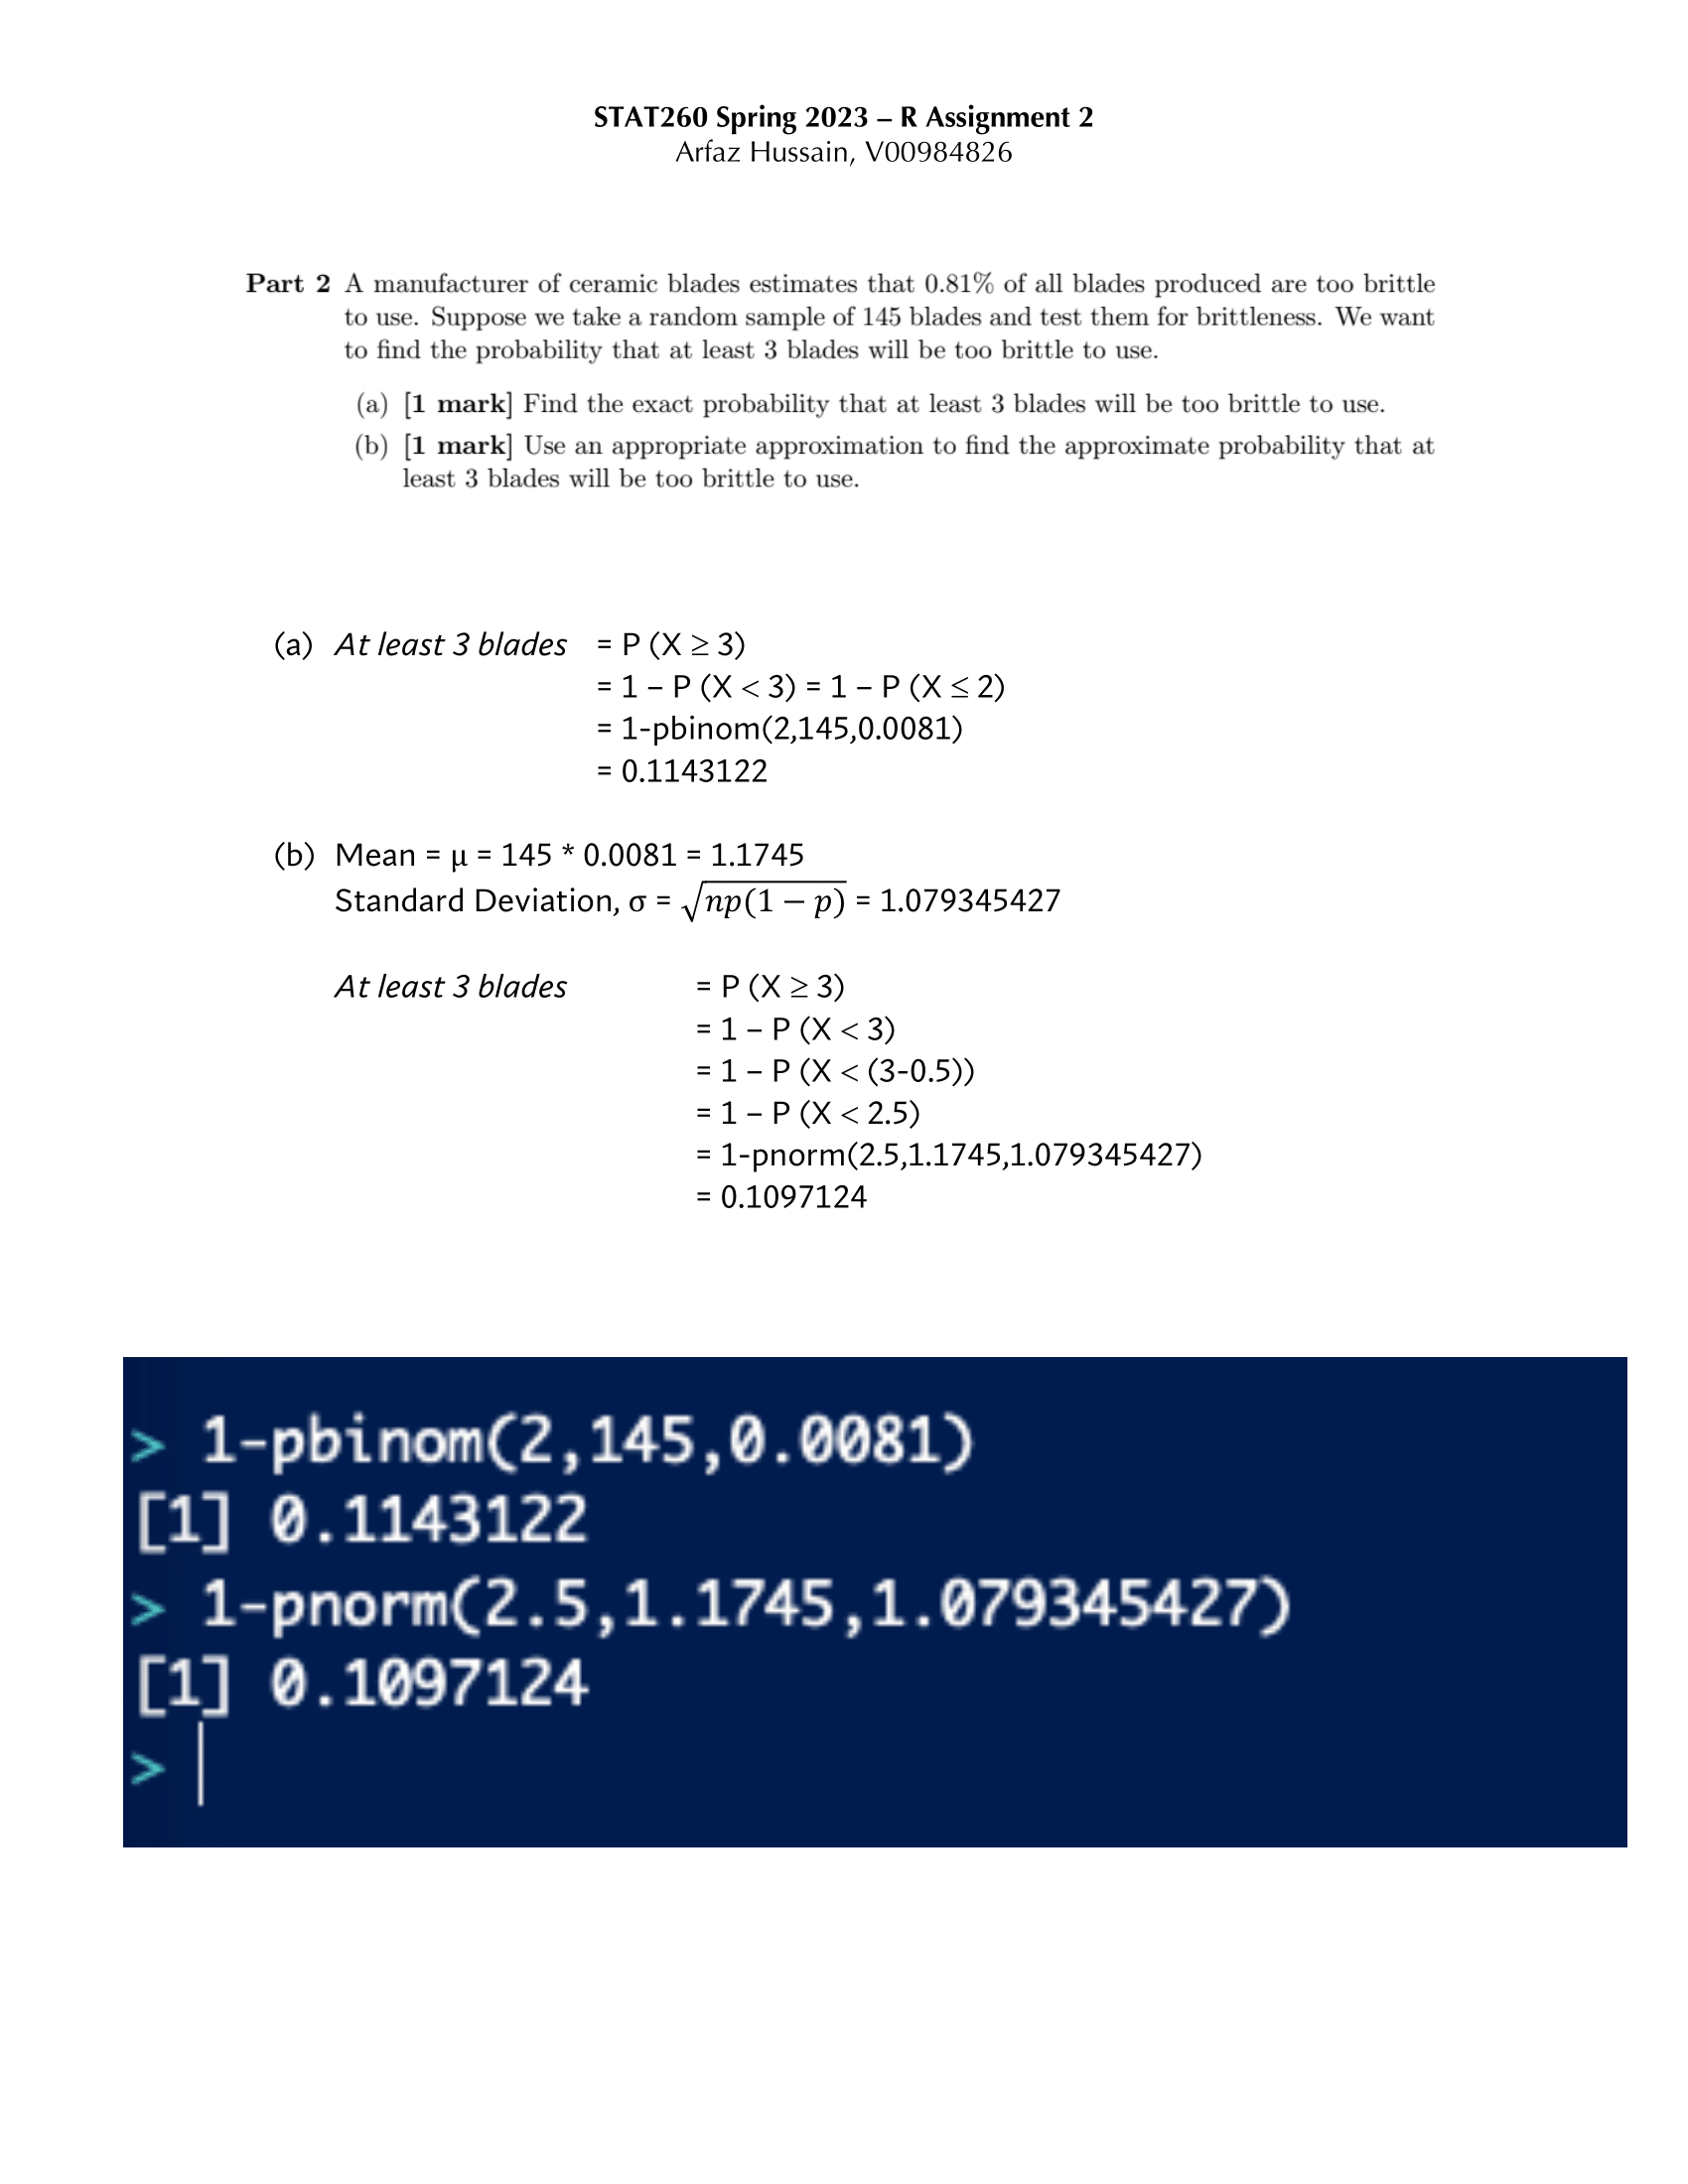 STAT260 Spring 2023 – R Assignment 2
Arfaz Hussain, V00984826
Part 2 A manufacturer of ceramic blades estimates that 0.81% of all blades produced are too brittle
to use. Suppose we take a random sample of 145 blades and test them for brittleness. We want
to find the probability that at least 3 blades will be too brittle to use.
(a) [1 mark] Find the exact probability that at least 3 blades will be too brittle to use.
(b) [1 mark] Use an appropriate approximation to find the approximate probability that at
least 3 blades will be too brittle to use.
(a) At least 3 blades = P (X ≥ 3)
= 1 – P (X < 3) = 1 – P (X ≤ 2)
= 1-pbinom(2,145,0.0081)
= 0.1143122
(b) Mean = μ = 145 * 0.0081 = 1.1745
Standard Deviation, σ = √np(1 − p) = 1.079345427
At least 3 blades = P (X ≥ 3)
= 1 – P (X < 3)
= 1 – P (X < (3-0.5))
= 1 – P (X < 2.5)
= 1-pnorm(2.5,1.1745,1.079345427)
= 0.1097124
> 1-pbinom(2,145,0.0081)
[1] 0.1143122
> 1-pnorm(2.5,1.1745,1.079345427)
[1] 0.1097124
>